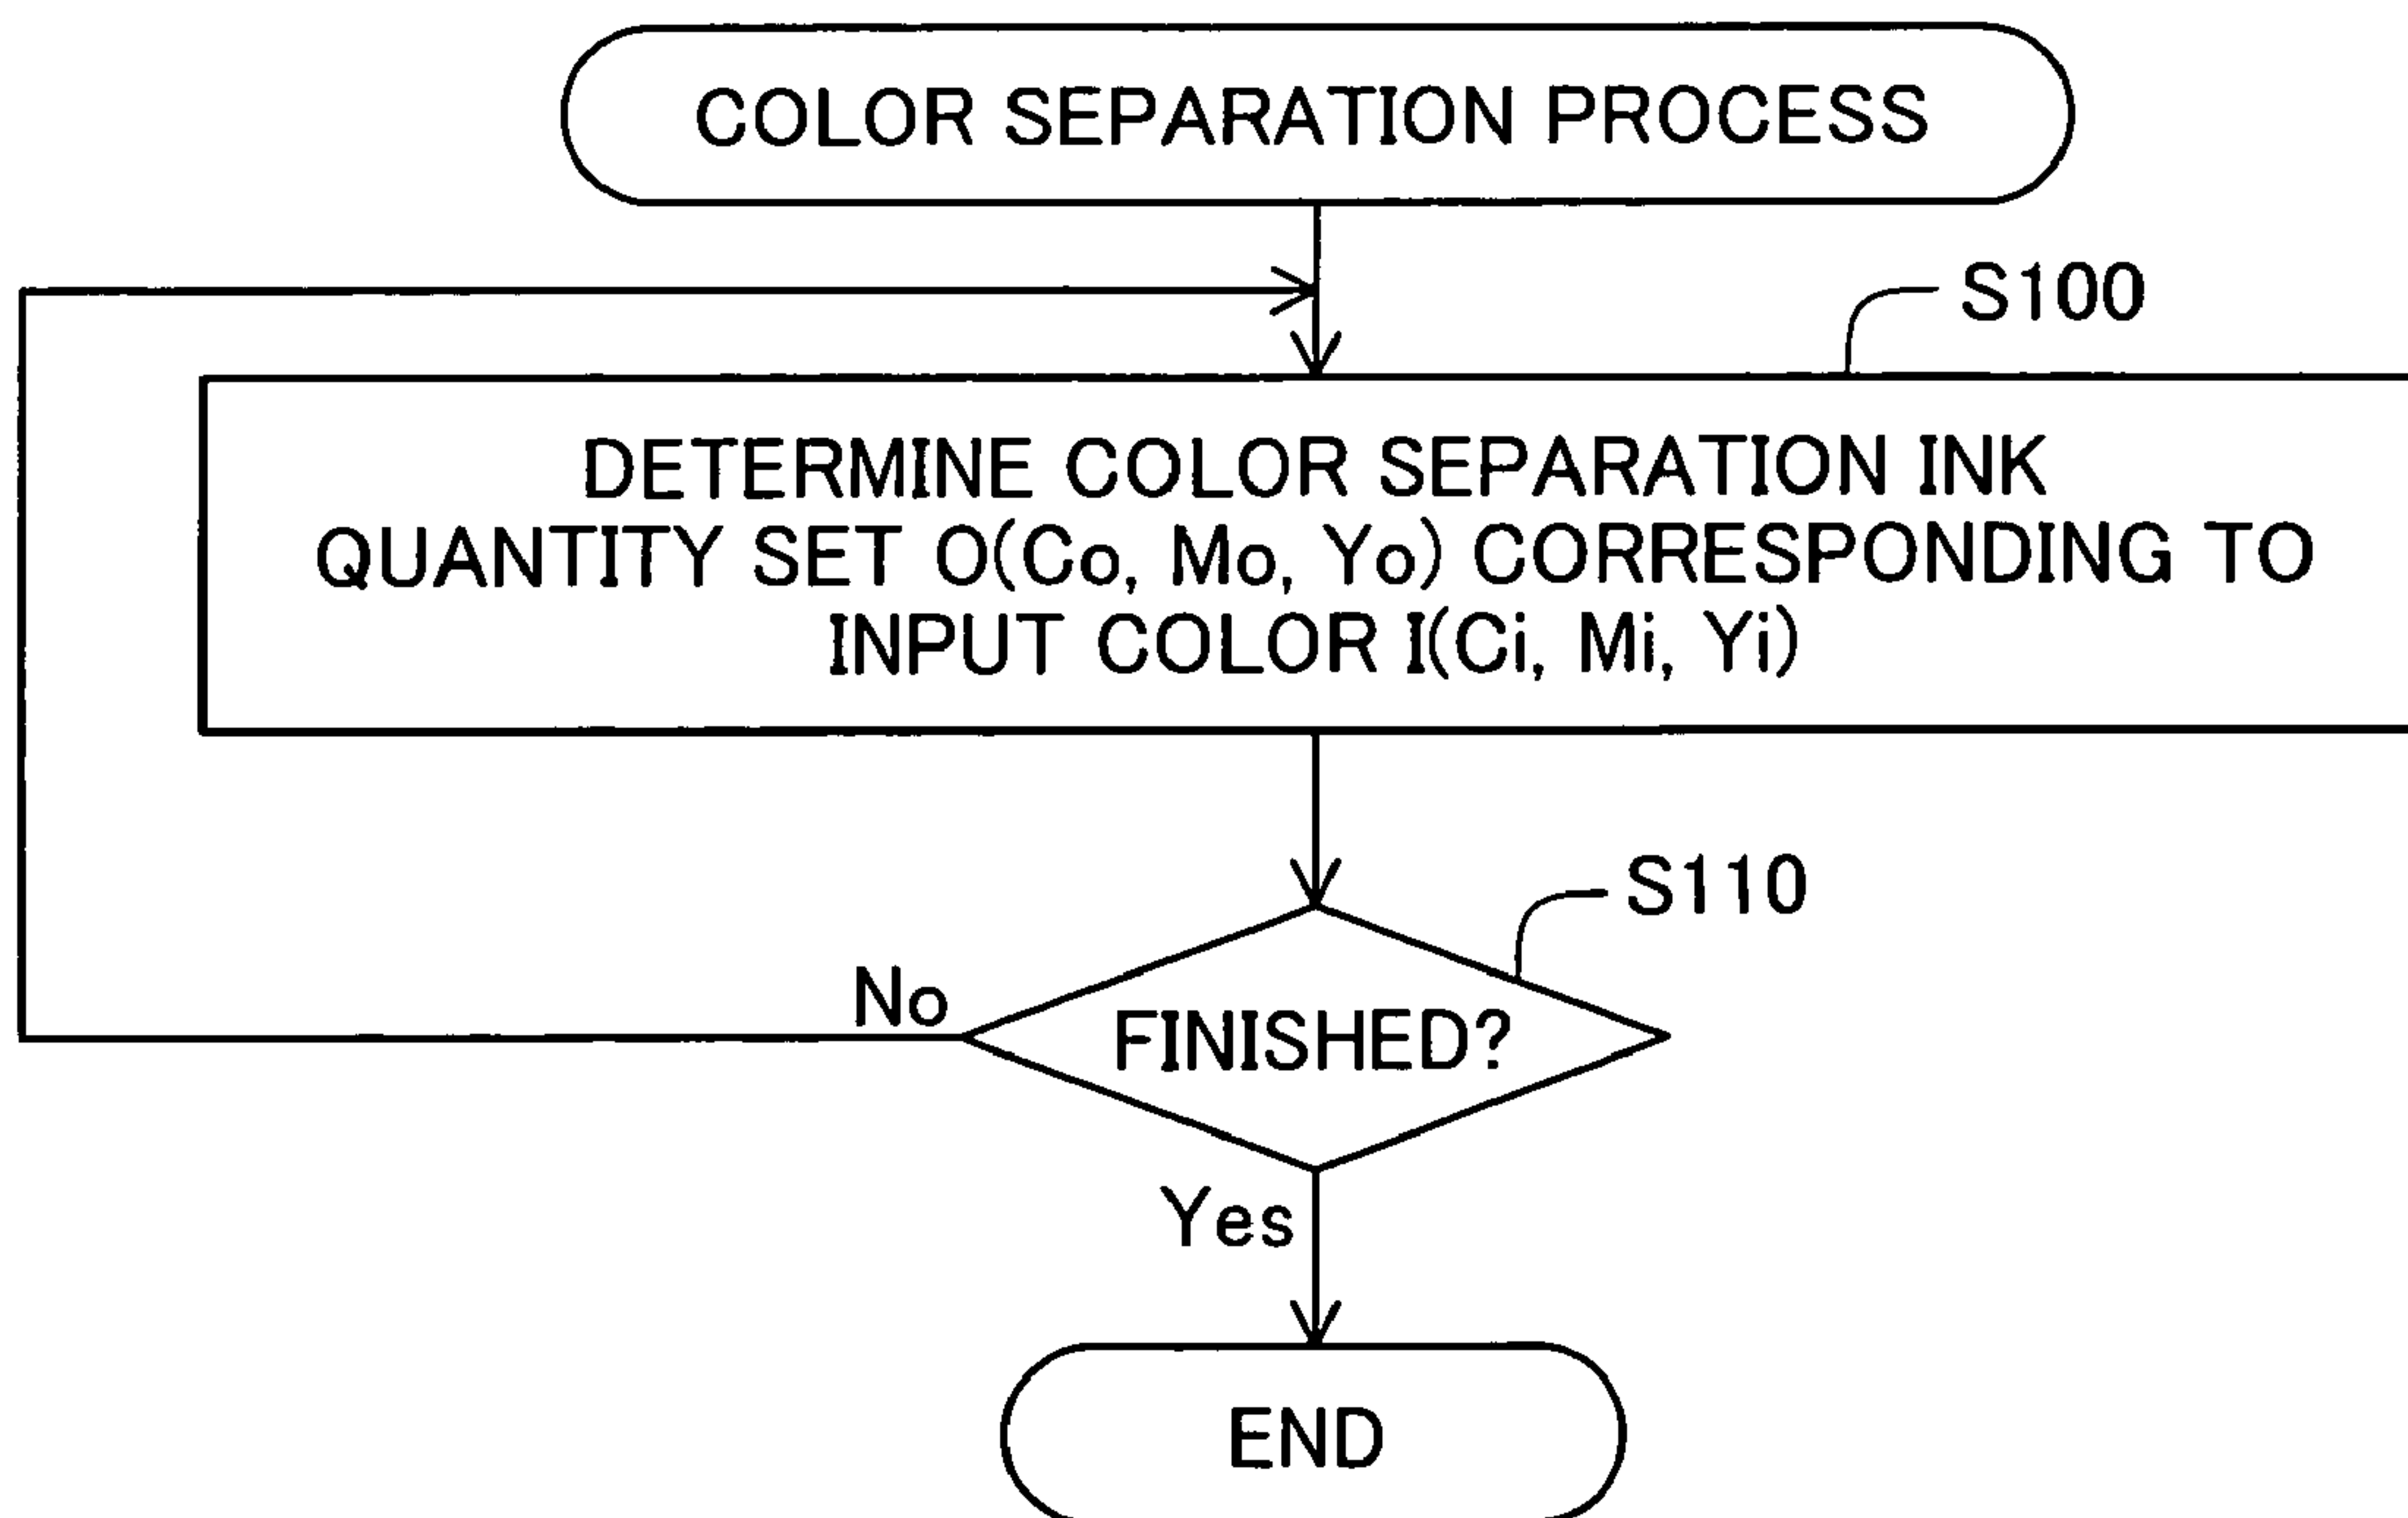 COLOR SEPARATION PROCESS
S100
DETERMINE COLOR SEPARATION INK
QUANTITY SET O(Co, Mo, Yo) CORRESPONDING TO
INPUT COLOR I(Ci, Mi, Yi)
S110
No
FINISHED?
Yes
END